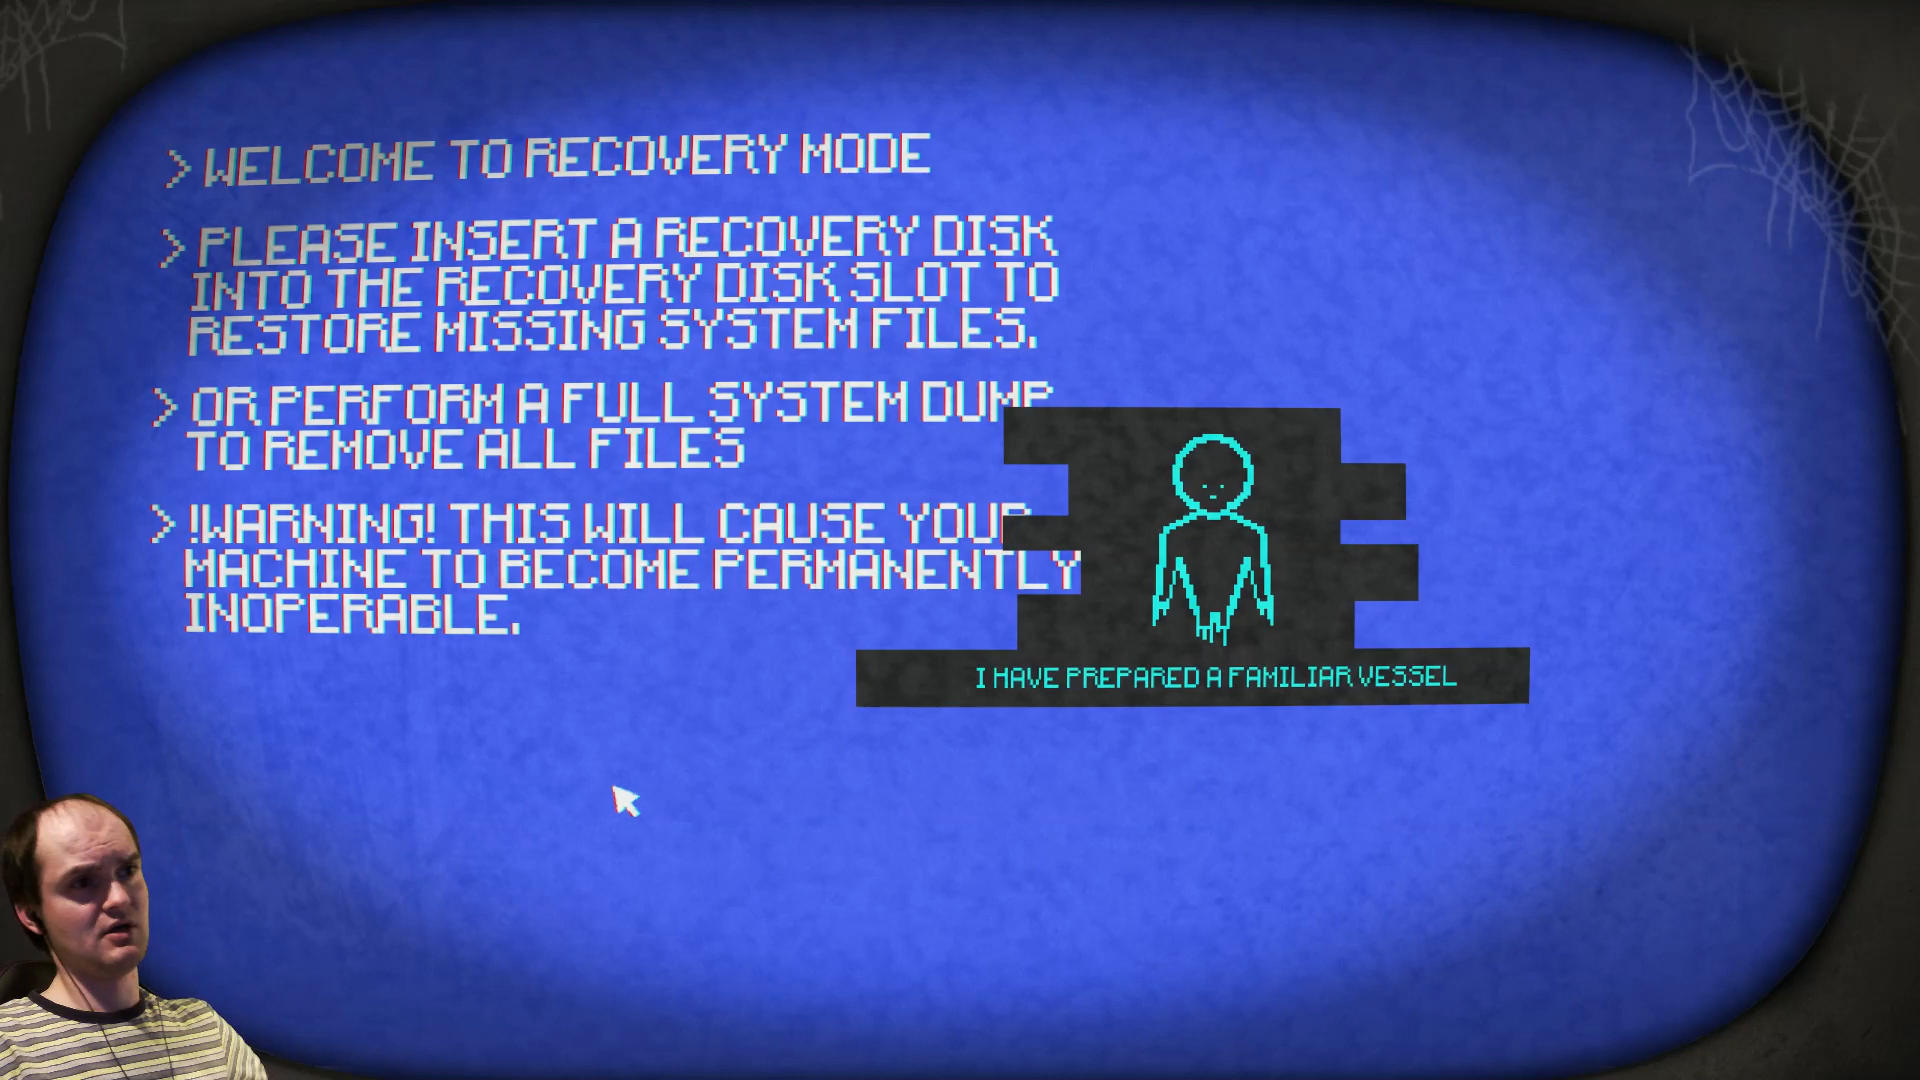 > WELCOME TO RECOVERY MODE
> PLEASE INSERT A RECOVERY DISK
INTO THE RECOVERY DISK SLOT TO
RESTORE MISSING SYSTEM FILES.
> OR PERFORM A FULL SYSTEM DUMP
TO REMOVE ALL FILES
> !WARNING! THIS WILL CAUSE YOUR
MACHINE TO BECOME PERMANENTLY
INOPERABLE.
I HAVE PREPARED A FAMILIAR VESSEL